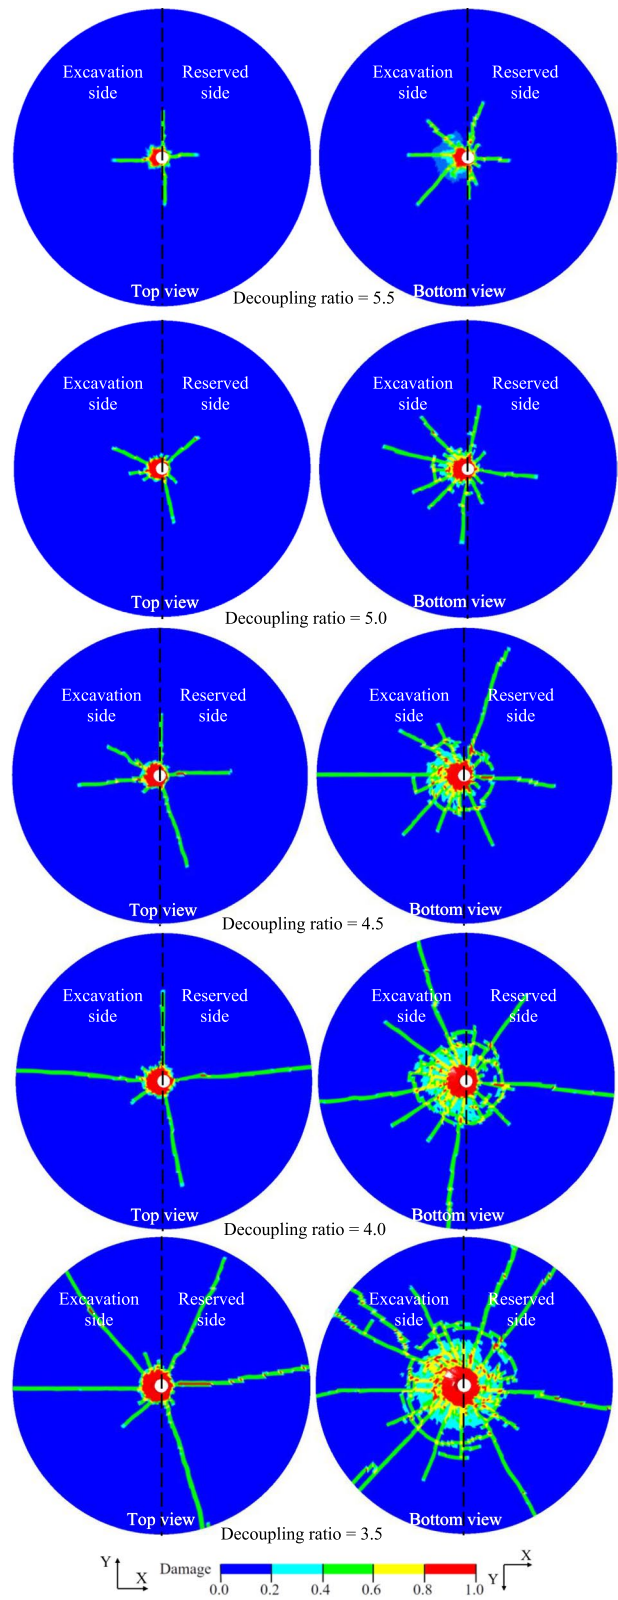 Excavation side
Reserved side
Excavation side
Reserved side
Top view
Bottom view
Decoupling ratio = 5.5
Excavation side
Reserved side
Excavation side
Reserved side
Top view
Bottom view
Decoupling ratio = 5.0
Excavation side
Reserved side
Excavation side
Reserved side
Top view
Bottom view
Decoupling ratio = 4.5
Excavation side
Reserved side
Excavation side
Reserved side
Top view
Bottom view
Decoupling ratio = 4.0
Excavation side
Reserved side
Excavation side
Reserved side
Top view
Bottom view
Decoupling ratio = 3.5
Y
X
Damage
0.0 0.2 0.4 0.6 0.8 1.0
X
Y